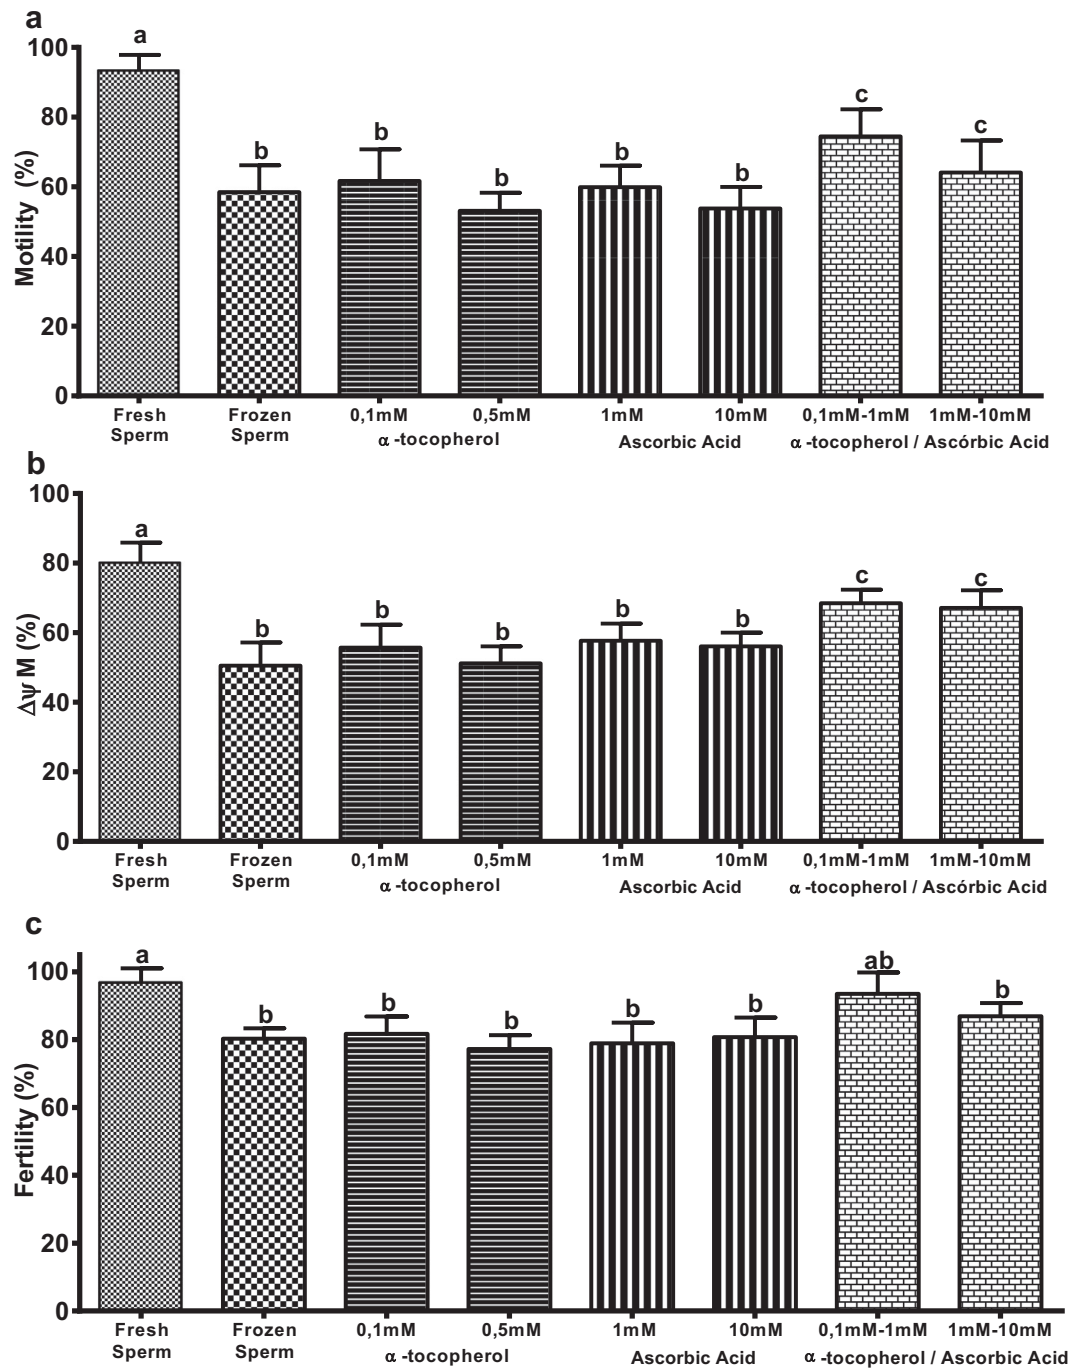 a
Motility (%)
100
80
60
40
20
0
a
b
b
b
b
b
c
c
Fresh Sperm
Frozen Sperm
0,1mM
0,5mM
1mM
10mM
0,1mM-1mM
1mM-10mM
α -tocopherol
Ascorbic Acid
α -tocopherol / Ascórbic Acid
b
Δψ M (%)
100
80
60
40
20
0
a
b
b
b
b
b
c
c
Fresh Sperm
Frozen Sperm
0,1mM
0,5mM
1mM
10mM
0,1mM-1mM
1mM-10mM
α -tocopherol
Ascorbic Acid
α -tocopherol / Ascórbic Acid
c
Fertility (%)
100
80
60
40
20
0
a
b
b
b
b
b
ab
b
Fresh Sperm
Frozen Sperm
0,1mM
0,5mM
1mM
10mM
0,1mM-1mM
1mM-10mM
α -tocopherol
Ascorbic Acid
α -tocopherol / Ascorbic Acid